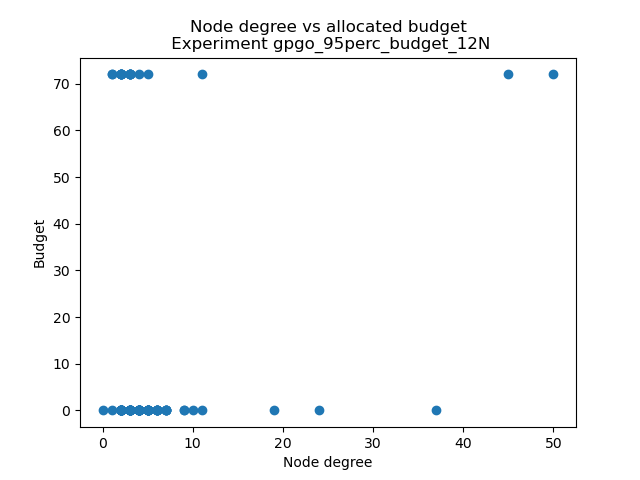 Node degree vs allocated budget
Experiment gpgo_95perc_budget_12N
70
60
50
40
30
20
10
0
Budget
0 10 20 30 40 50
Node degree